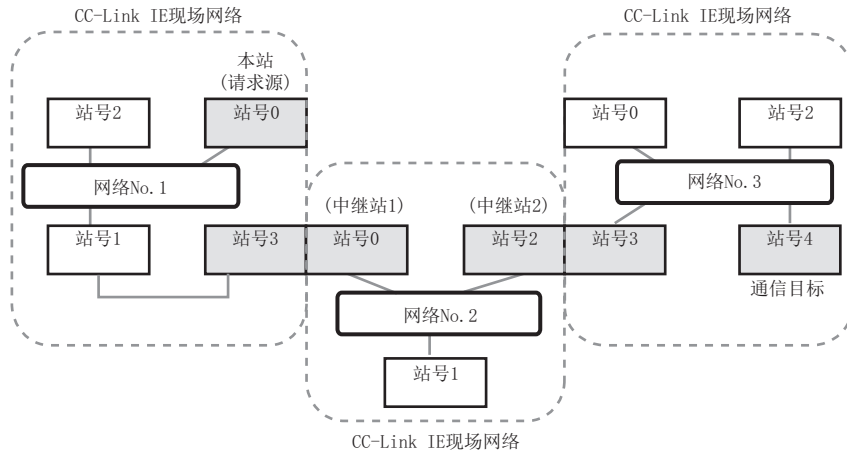 CC-Link IE现场网络
CC-Link IE现场网络
本站
(请求源)
站号2
站号0
站号0
站号2
网络No.1
网络No.3
(中继站1)
(中继站2)
站号1
站号3
站号0
站号2
站号3
站号4
通信目标
网络No.2
站号1
CC-Link IE现场网络